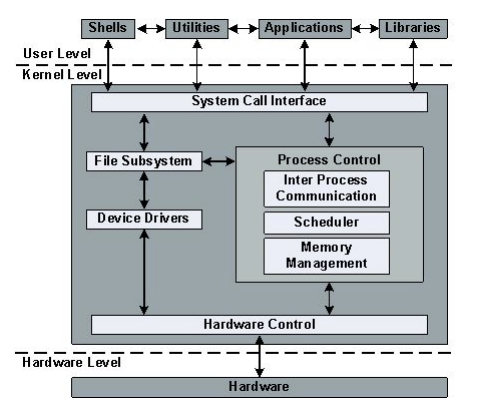 Shells
Utilities
Applications
Libraries
User Level
Kernel Level
System Call Interface
File Subsystem
Process Control
Inter Process
Communication
Device Drivers
Scheduler
Memory
Management
Hardware Control
Hardware Level
Hardware